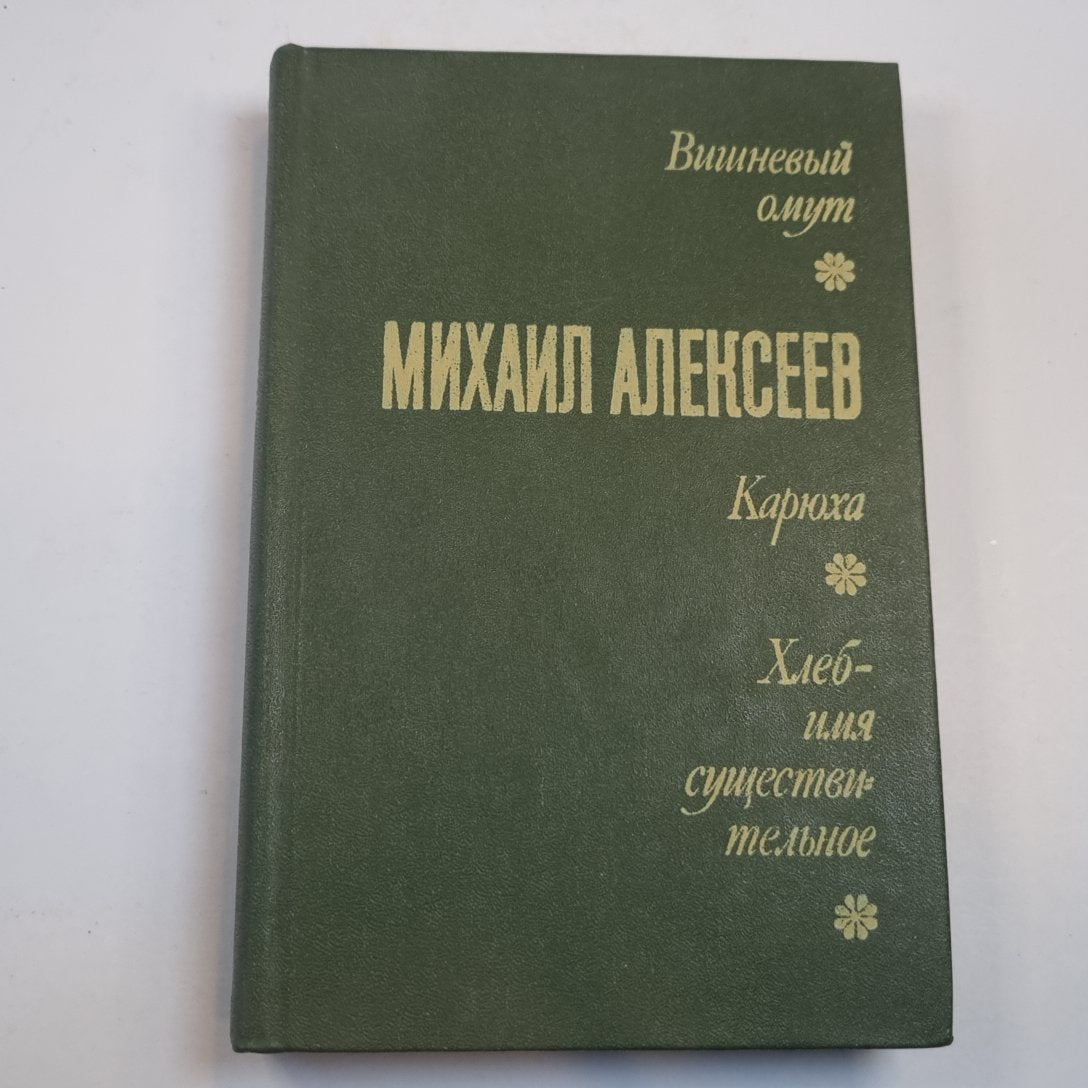 Вишневый
омут
МИХАИЛ АЛЕКСЕЕВ
Карюха
Хлеб-
имя
существи-
тельное